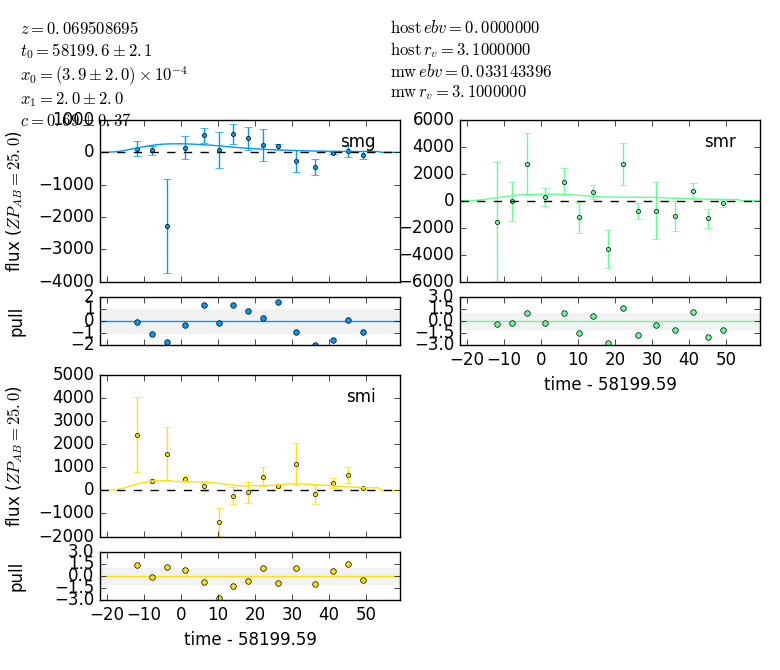 z = 0.069508695
t0 = 58199.6 ± 2.1
x0 = (3.9 ± 2.0) × 10^-4
x1 = 2.0 ± 2.0
c = 0.69 ± 0.37
host ebv = 0.0000000
host r_v = 3.1000000
mw ebv = 0.033143396
mw r_v = 3.1000000
smg
flux (ZP_AB = 25.0)
1000
0
−1000
−2000
−3000
−4000
smr
6000
4000
2000
0
−2000
−4000
−6000
pull
2
1
0
−1
−2
3.0
1.5
0.0
−1.5
−3.0
−20 −10 0 10 20 30 40 50
time - 58199.59
smi
flux (ZP_AB = 25.0)
5000
4000
3000
2000
1000
0
−1000
−2000
pull
3.0
1.5
0.0
−1.5
−3.0
−20 −10 0 10 20 30 40 50
time - 58199.59